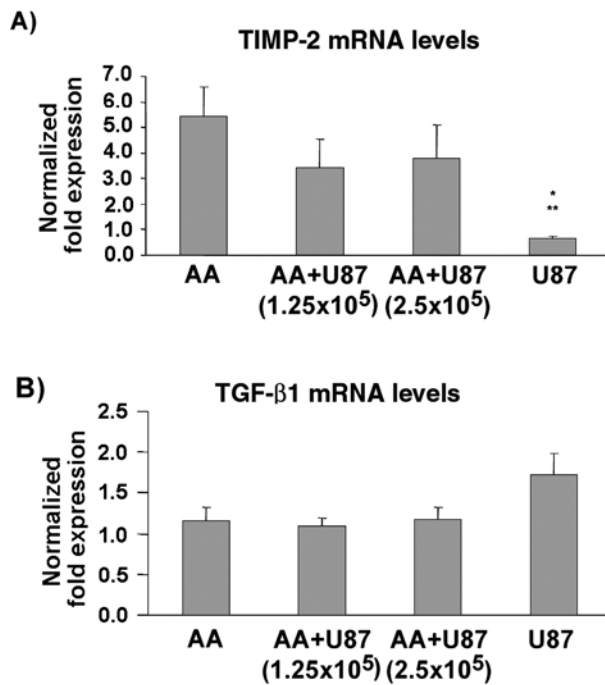 A)
TIMP-2 mRNA levels
Normalized
fold expression
7.0
6.0
5.0
4.0
3.0
2.0
1.0
0.0
*
**
AA AA+U87 AA+U87 U87
(1.25x10⁵) (2.5x10⁵)
B)
TGF-β1 mRNA levels
Normalized
fold expression
2.5
2.0
1.5
1.0
0.5
0.0
AA AA+U87 AA+U87 U87
(1.25x10⁵) (2.5x10⁵)